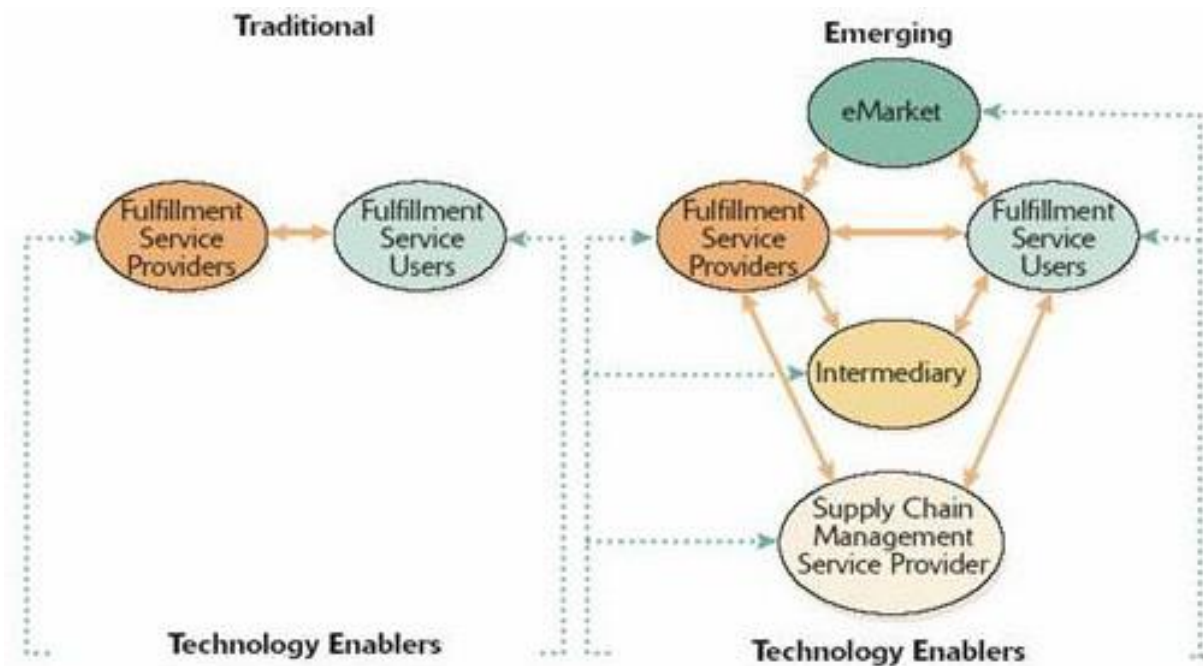 Traditional
Fulfillment
Service
Providers
Fulfillment
Service
Users
Technology Enablers
Emerging
eMarket
Fulfillment
Service
Providers
Fulfillment
Service
Users
Intermediary
Supply Chain
Management
Service Provider
Technology Enablers